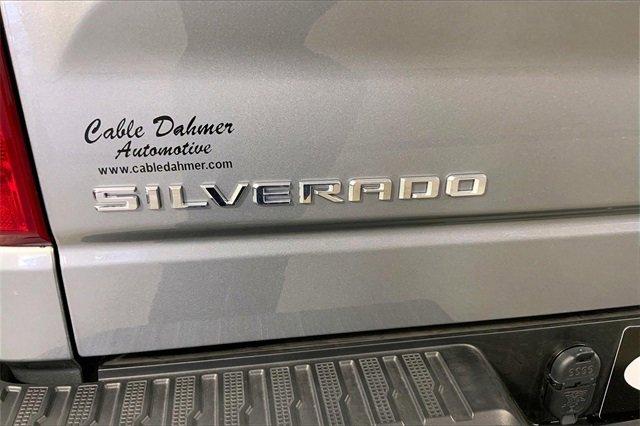 Cable Dahmer
Automotive
www.cabledahmer.com
SILVERADO